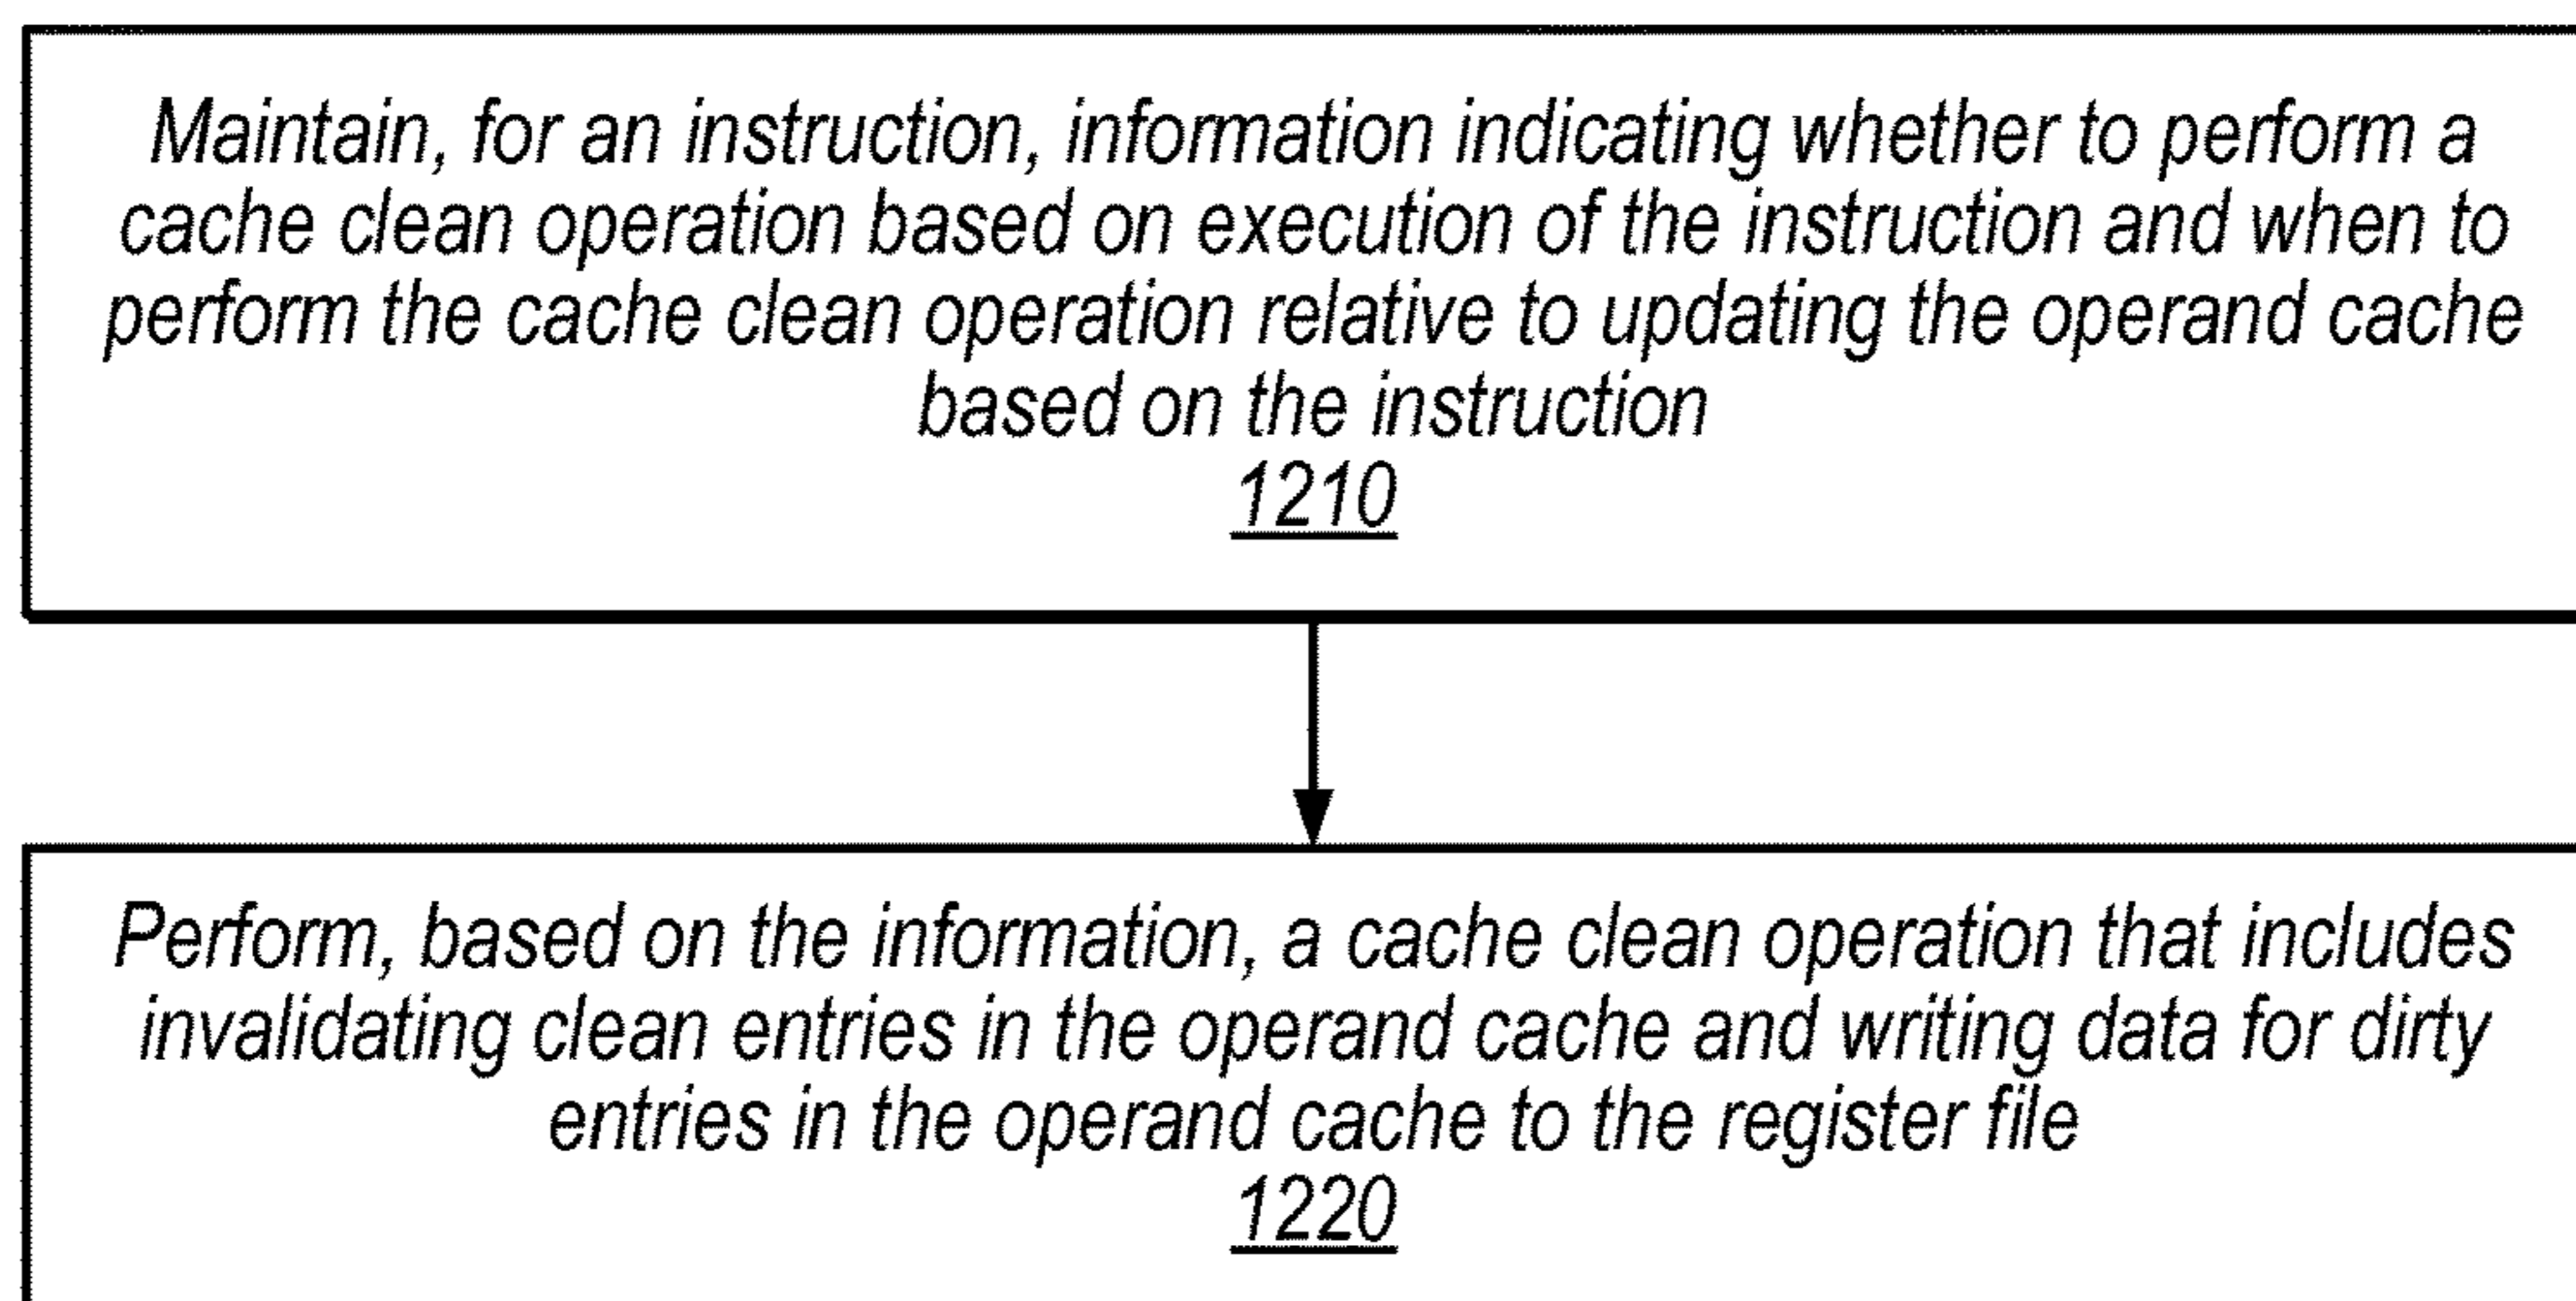 Maintain, for an instruction, information indicating whether to perform a
cache clean operation based on execution of the instruction and when to
perform the cache clean operation relative to updating the operand cache
based on the instruction
1210
Perform, based on the information, a cache clean operation that includes
invalidating clean entries in the operand cache and writing data for dirty
entries in the operand cache to the register file
1220